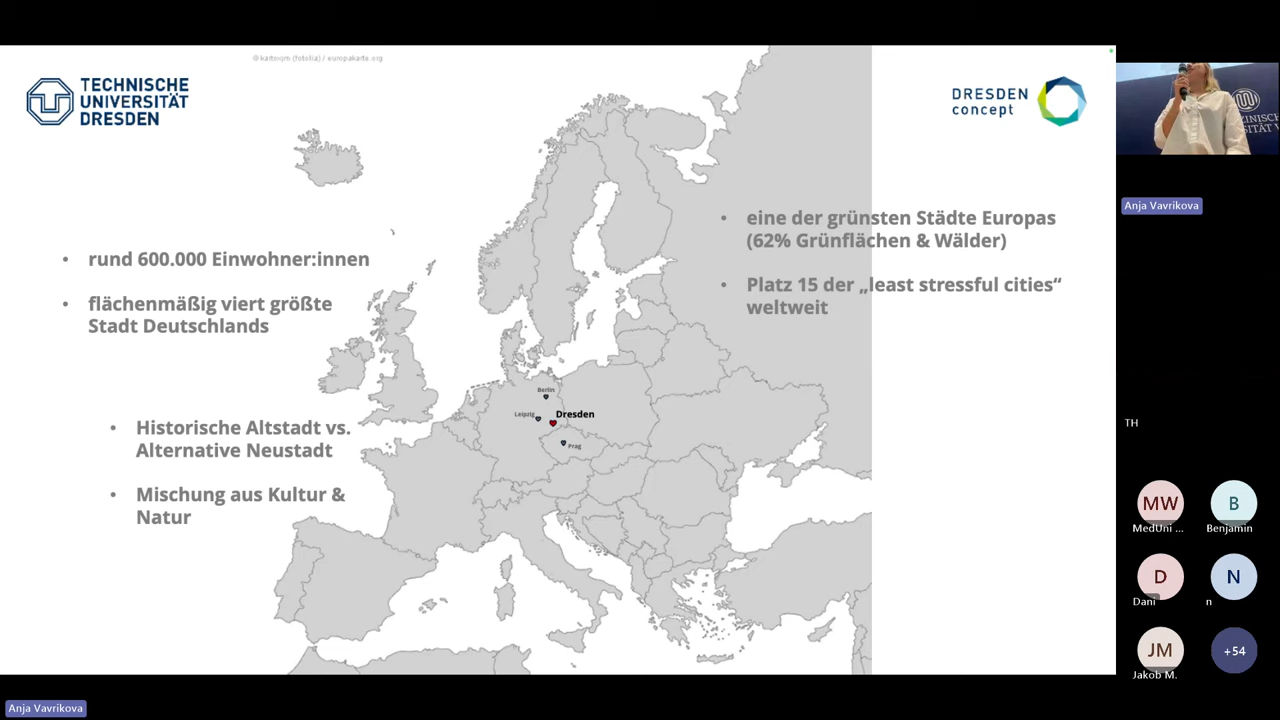 © kartoxjm (fotolia) / europakarte.org
TECHNISCHE
UNIVERSITÄT
DRESDEN
DRESDEN
concept
rund 600.000 Einwohner:innen
flächenmäßig viert größte
Stadt Deutschlands
Historische Altstadt vs.
Alternative Neustadt
Mischung aus Kultur &
Natur
eine der grünsten Städte Europas
(62% Grünflächen & Wälder)
Platz 15 der „least stressful cities“
weltweit
Berlin
Leipzig
Dresden
Prag
ZINISCH
SITÄT
Anja Vavrikova
TH
MW
MedUni ...
B
Benjamin
D
Dani
N
n
JM
Jakob M.
+54
Anja Vavrikova